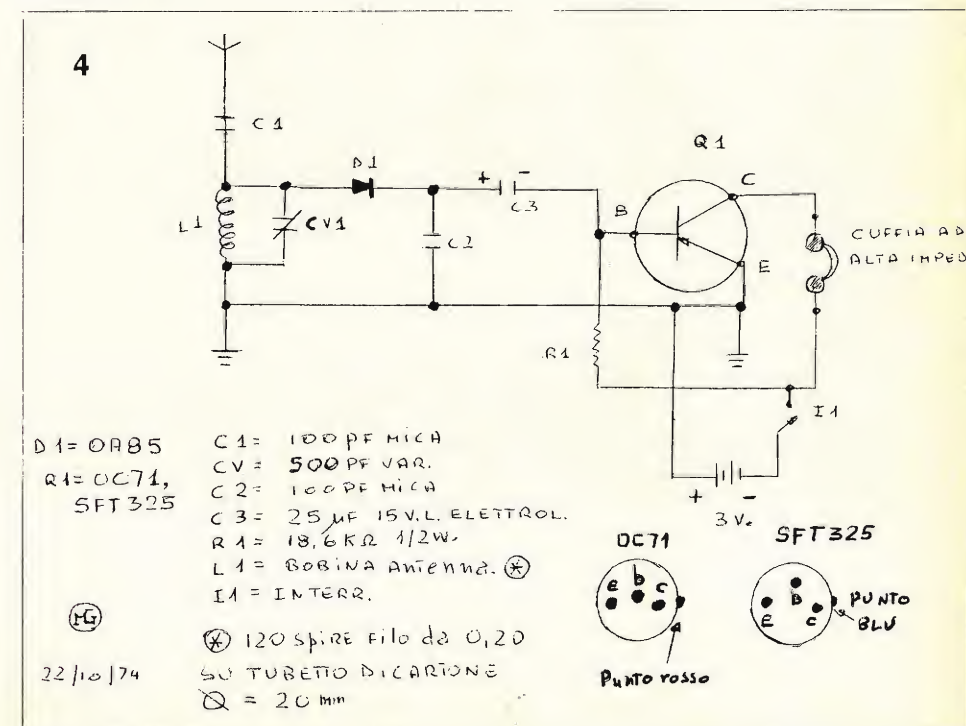 4
C1
D1
Q1
+ -
C
L1
CV1
C3
B
C2
CUFFIA AD
ALTA IMPED
E
R1
I1
+ -
3 V.
D1= OA85
Q1= OC71,
SFT325
C1= 100 PF MICA
CV= 500 PF VAR.
C2= 100 PF MICA
C3= 25 µF 15 V.L. ELETTROL.
R1= 18,6 KΩ 1/2W.
L1= BOBINA Antenna. *
I1= INTERR.
* 120 spire filo da 0,20
SU TUBETTO DI CARTONE
Ø = 20 mm
MG
22/10/74
OC71
E b C
Punto rosso
SFT325
E B C
PUNTO
BLU